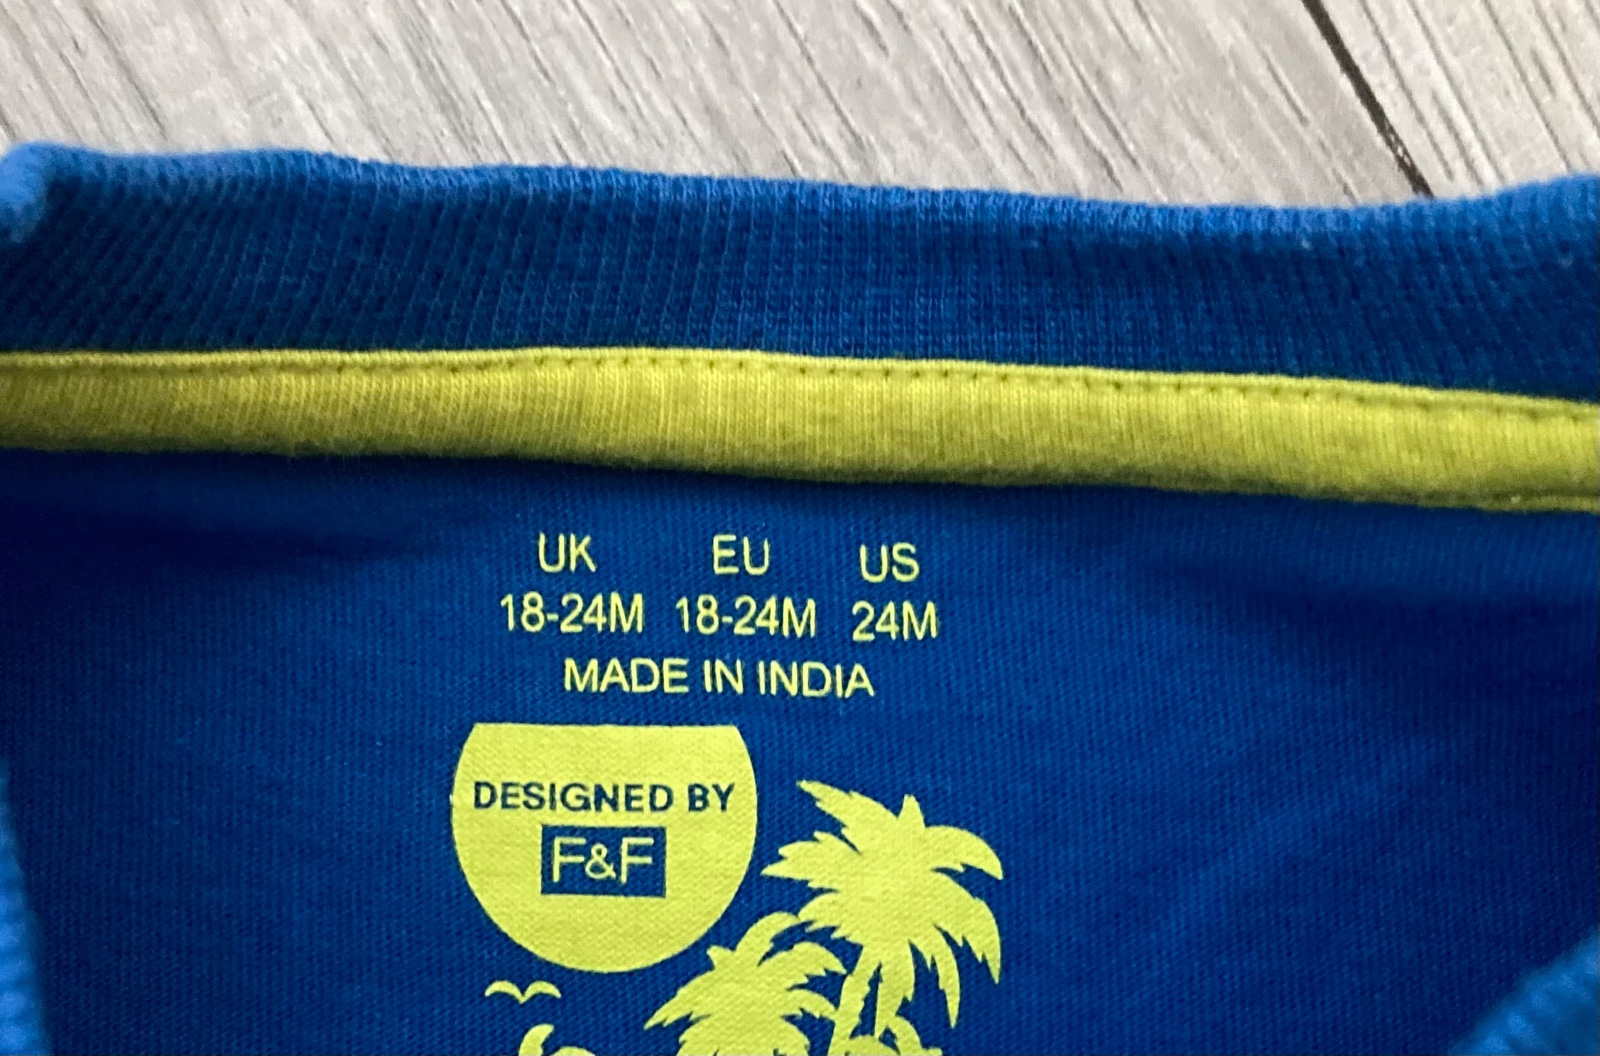 UK EU US
18-24M 18-24M 24M
MADE IN INDIA
DESIGNED BY
F&F